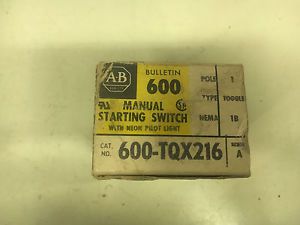 A-B
BULLETIN
600
MANUAL
STARTING SWITCH
WITH NEON PILOT LIGHT
POLE 1
TYPE TOGGLE
NEMA 1B
CAT. NO. 600-TQX216
SERIES A